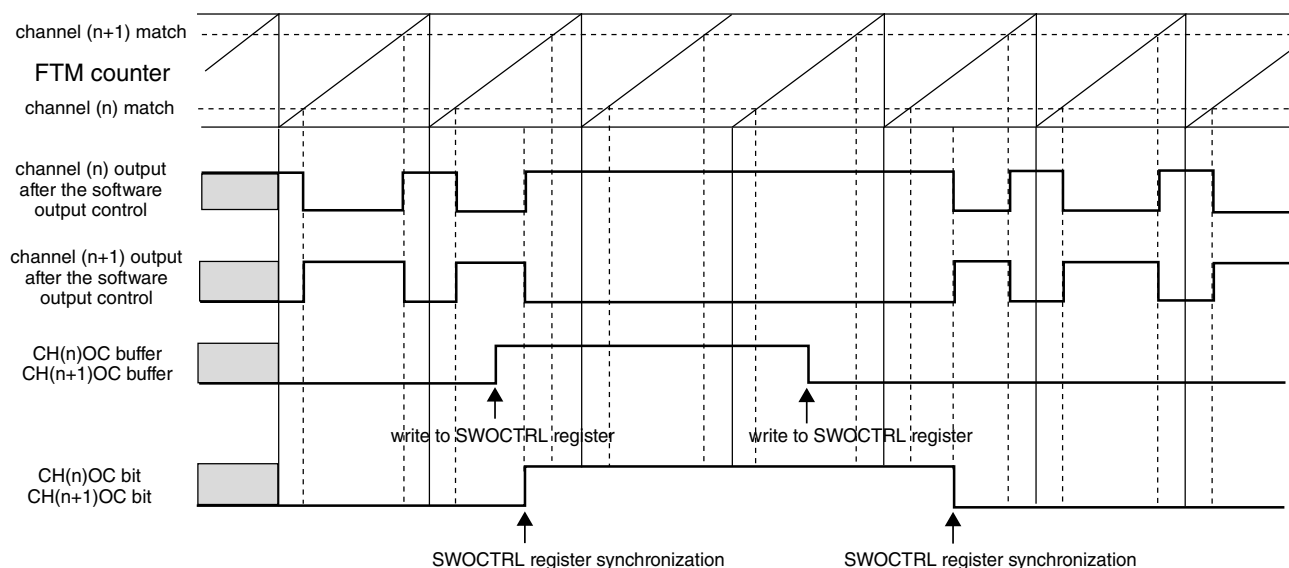 channel (n+1) match
FTM counter
channel (n) match
channel (n) output
after the software
output control
channel (n+1) output
after the software
output control
CH(n)OC buffer
CH(n+1)OC buffer
write to SWOCTRL register
write to SWOCTRL register
CH(n)OC bit
CH(n+1)OC bit
SWOCTRL register synchronization
SWOCTRL register synchronization